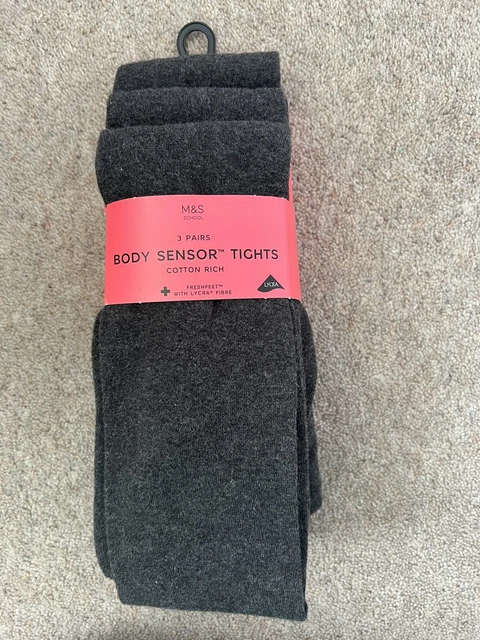 M&S
SCHOOL
3 PAIRS
BODY SENSOR™ TIGHTS
COTTON RICH
FRESHFEET™
WITH LYCRA® FIBRE
LYCRA